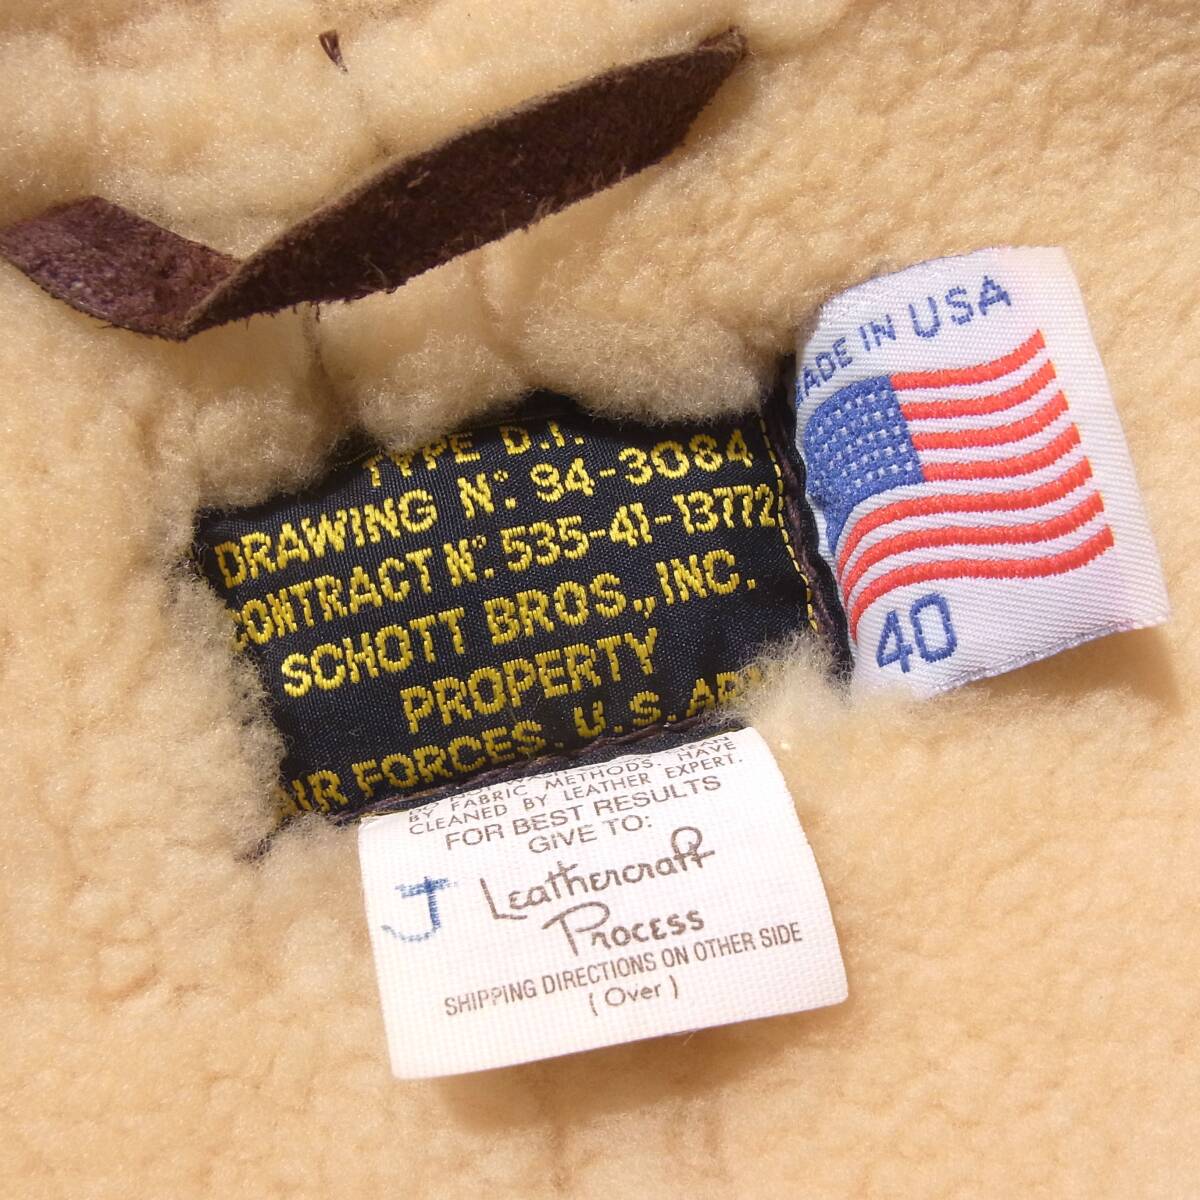 TYPE D.1.
DRAWING Nº. 94-3084
CONTRACT Nº. 535-41-13772
SCHOTT BROS., INC.
PROPERTY
AIR FORCES, U.S.
MADE IN USA
40
BY FABRIC METHODS. HAVE
CLEANED BY LEATHER EXPERT.
FOR BEST RESULTS
GIVE TO:
J
Leathercraft
Process
SHIPPING DIRECTIONS ON OTHER SIDE
(Over)